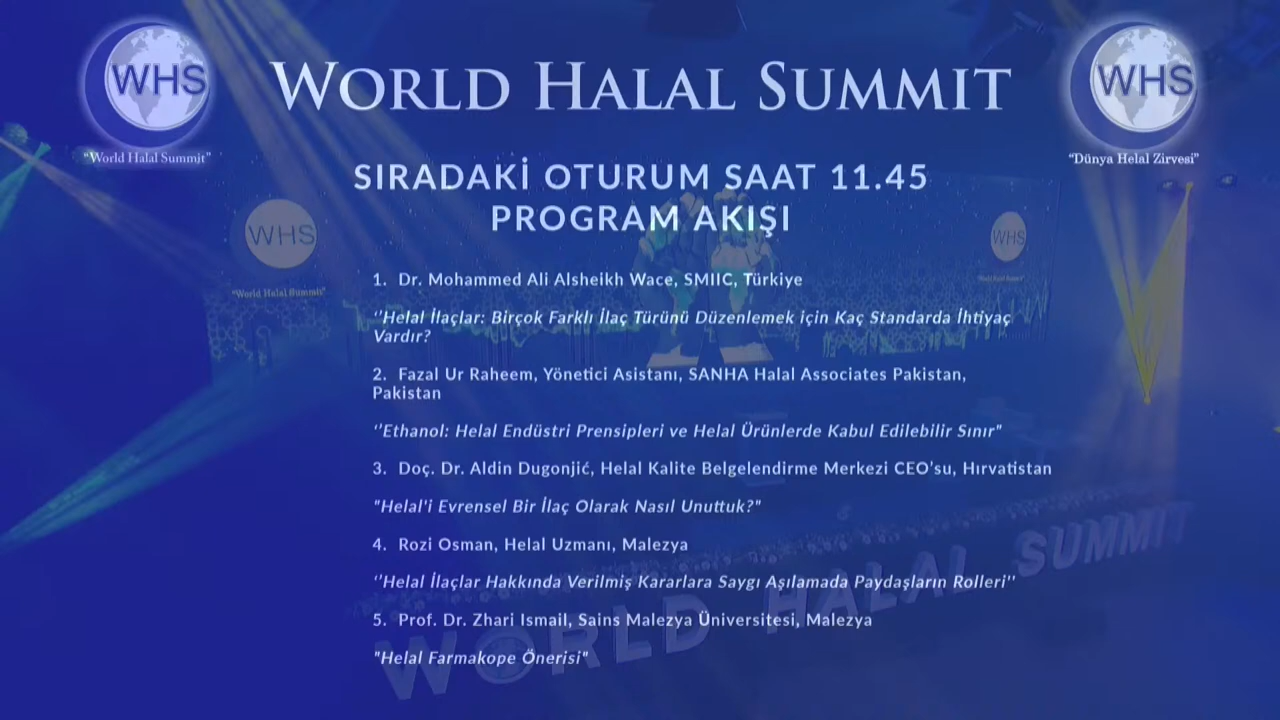 WHS
"World Halal Summit"
WORLD HALAL SUMMIT
WHS
"Dünya Helal Zirvesi"
SIRADAKİ OTURUM SAAT 11.45
PROGRAM AKIŞI
WHS
"World Halal Summit"
WHS
1. Dr. Mohammed Ali Alsheikh Wace, SMIIC, Türkiye
‘'Helal İlaçlar: Birçok Farklı İlaç Türünü Düzenlemek için Kaç Standarda İhtiyaç
Vardır?
2. Fazal Ur Raheem, Yönetici Asistanı, SANHA Halal Associates Pakistan,
Pakistan
‘'Ethanol: Helal Endüstri Prensipleri ve Helal Ürünlerde Kabul Edilebilir Sınır"
3. Doç. Dr. Aldin Dugonjić, Helal Kalite Belgelendirme Merkezi CEO’su, Hırvatistan
"Helal'i Evrensel Bir İlaç Olarak Nasıl Unuttuk?"
4. Rozi Osman, Helal Uzmanı, Malezya
‘'Helal İlaçlar Hakkında Verilmiş Kararlara Saygı Aşılamada Paydaşların Rolleri''
5. Prof. Dr. Zhari Ismail, Sains Malezya Üniversitesi, Malezya
"Helal Farmakope Önerisi"
WORLD HALAL SUMMIT